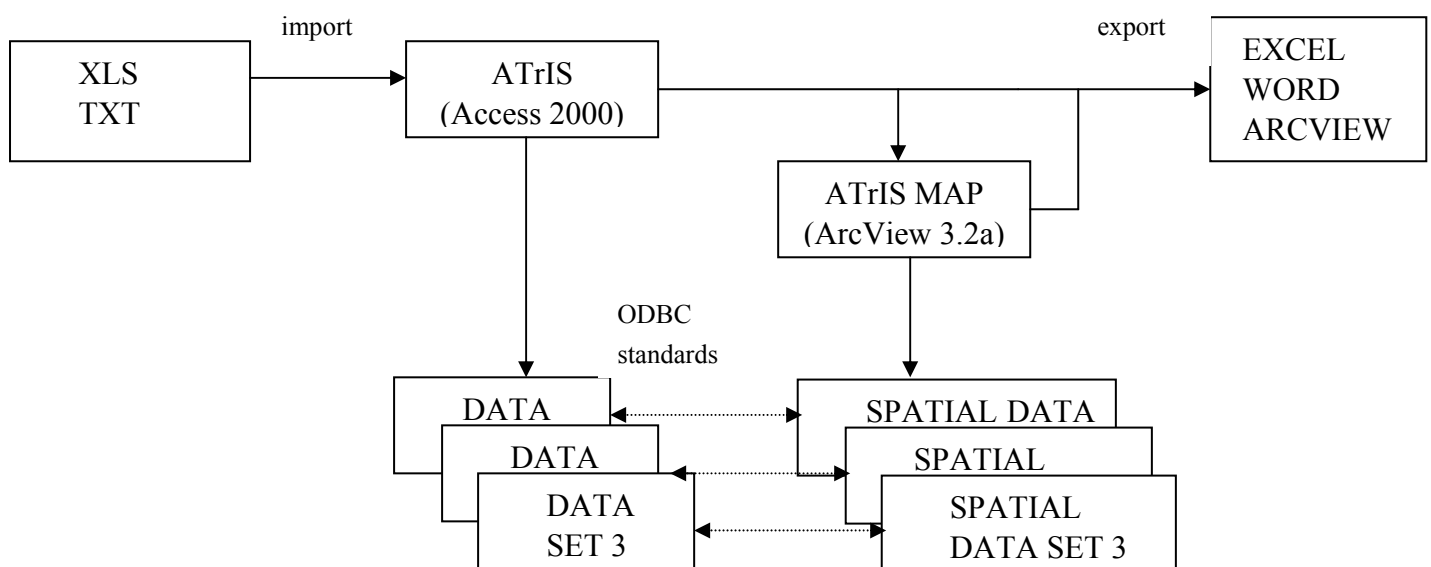 import
export
XLS
TXT
ATrIS
(Access 2000)
EXCEL
WORD
ARCVIEW
ATrIS MAP
(ArcView 3.2a)
ODBC
standards
DATA
SPATIAL DATA
DATA
SPATIAL
DATA
SET 3
SPATIAL
DATA SET 3